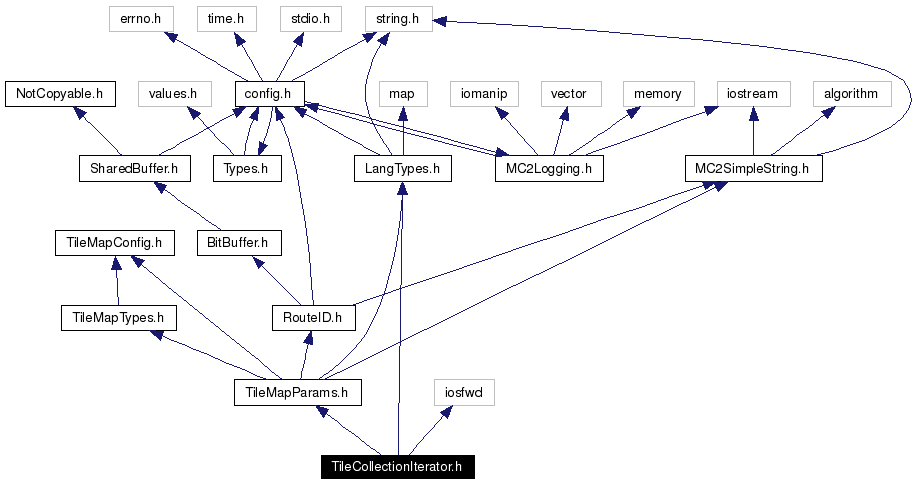 errno.h
time.h
stdio.h
string.h
NotCopyable.h
values.h
config.h
map
iomanip
vector
memory
iostream
algorithm
SharedBuffer.h
Types.h
LangTypes.h
MC2Logging.h
MC2SimpleString.h
TileMapConfig.h
BitBuffer.h
TileMapTypes.h
RouteID.h
TileMapParams.h
iosfwd
TileCollectionIterator.h